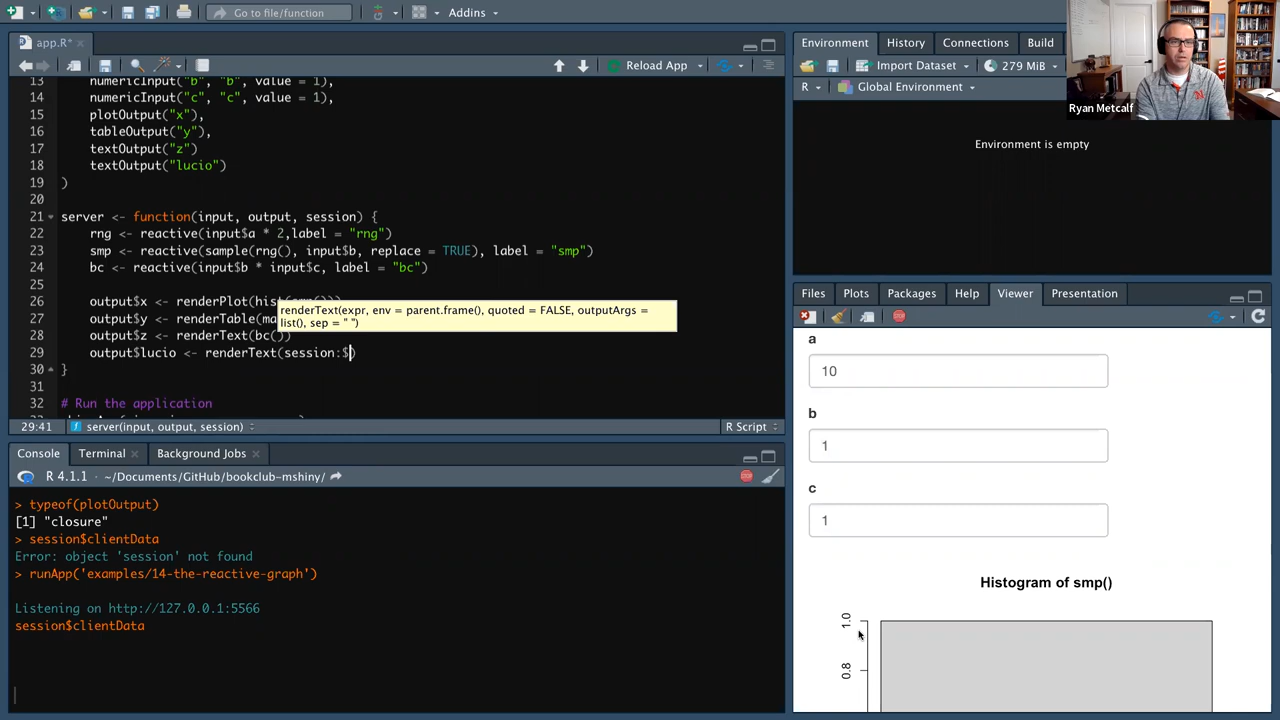 Go to file/function
Addins
app.R*
Reload App
13 numericInput("b", "b", value = 1),
14 numericInput("c", "c", value = 1),
15 plotOutput("x"),
16 tableOutput("y"),
17 textOutput("z")
18 textOutput("lucio")
19 )
20
21 server <- function(input, output, session) {
22 rng <- reactive(input$a * 2,label = "rng")
23 smp <- reactive(sample(rng(), input$b, replace = TRUE), label = "smp")
24 bc <- reactive(input$b * input$c, label = "bc")
25
26 output$x <- renderPlot(hist(smp()))
27 output$y <- renderTable(ma
28 output$z <- renderText(bc())
29 output$lucio <- renderText(session:$)
30 }
31
32 # Run the application
renderText(expr, env = parent.frame(), quoted = FALSE, outputArgs =
list(), sep = " ")
29:41 server(input, output, session) R Script
Console Terminal Background Jobs
R 4.1.1 · ~/Documents/GitHub/bookclub-mshiny/
> typeof(plotOutput)
[1] "closure"
> session$clientData
Error: object 'session' not found
> runApp('examples/14-the-reactive-graph')
Listening on http://127.0.0.1:5566
session$clientData
Environment History Connections Build
Import Dataset 279 MiB
R Global Environment
Environment is empty
Ryan Metcalf
Files Plots Packages Help Viewer Presentation
a
10
b
1
c
1
Histogram of smp()
1.0
0.8